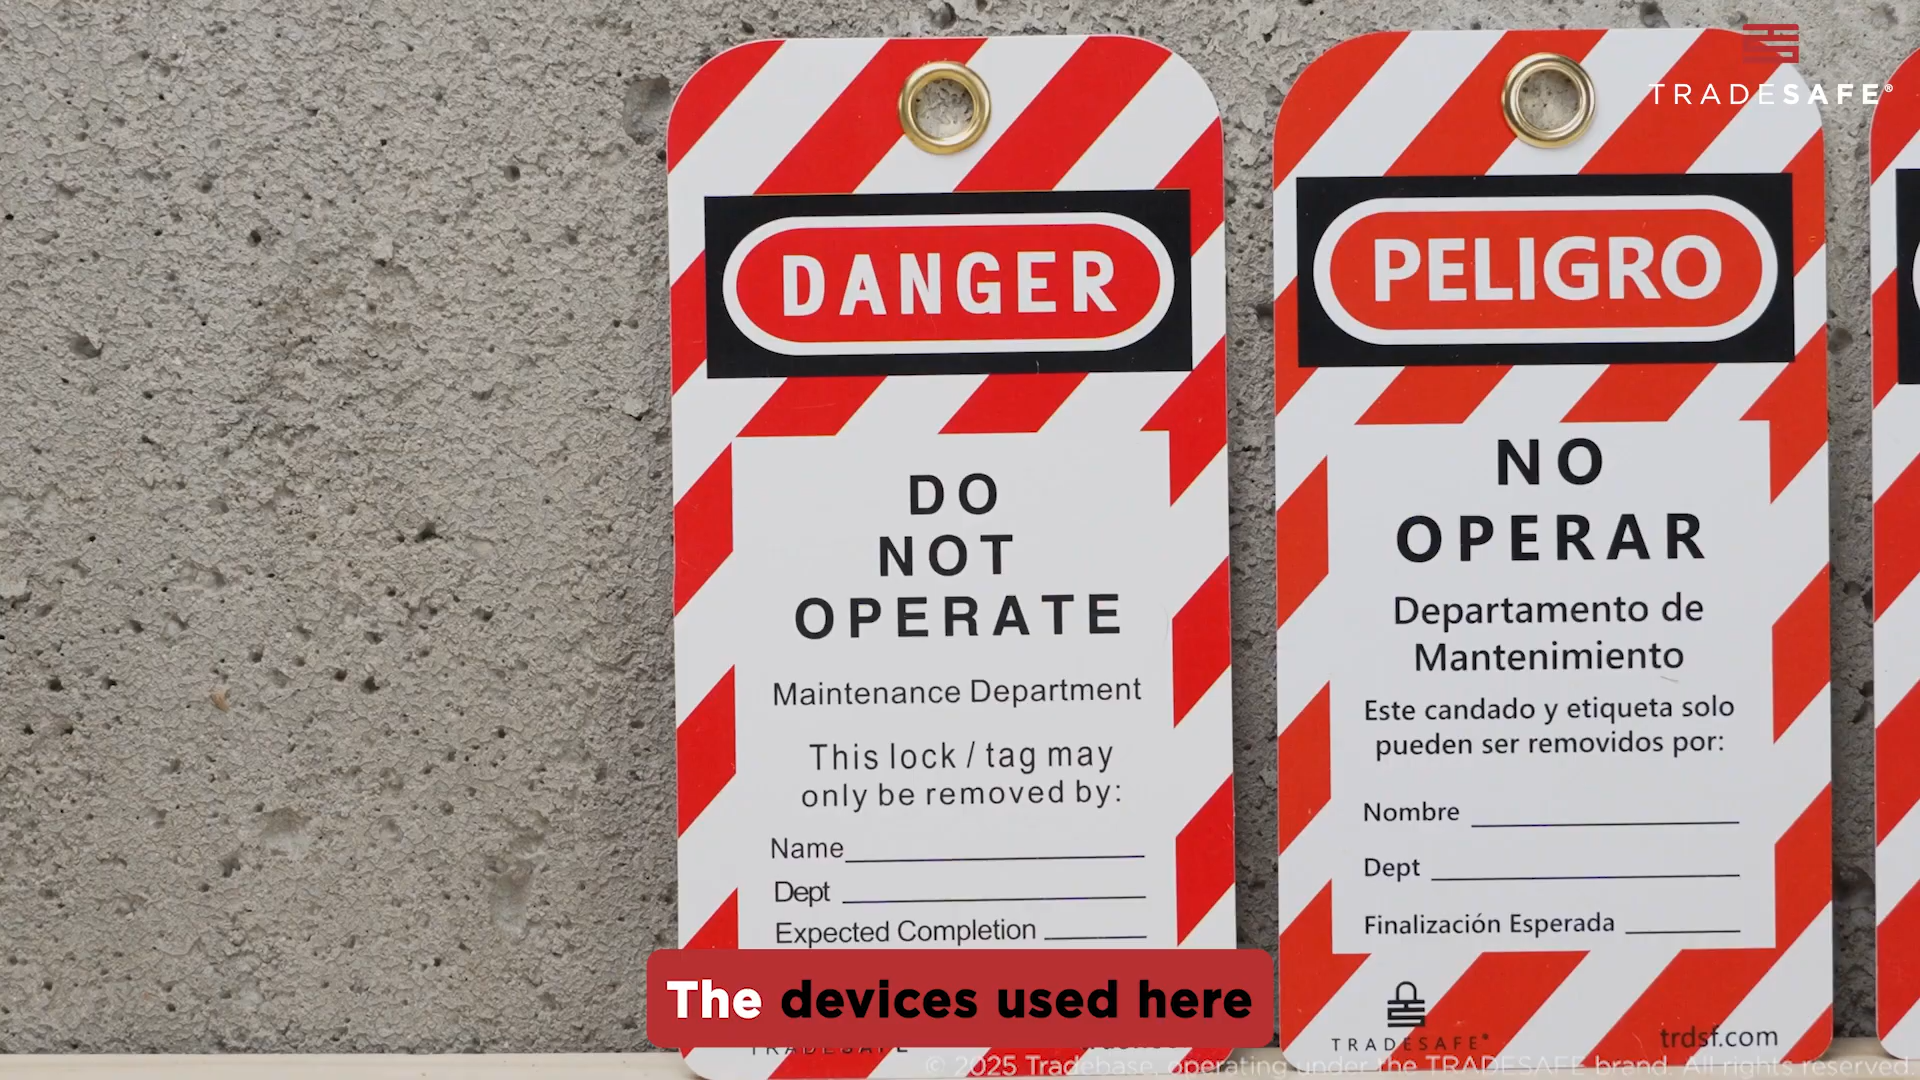 TRADESAFE®
DANGER
DO
NOT
OPERATE
Maintenance Department
This lock / tag may
only be removed by:
Name
Dept
Expected Completion
PELIGRO
NO
OPERAR
Departamento de
Mantenimiento
Este candado y etiqueta solo
pueden ser removidos por:
Nombre
Dept
Finalización Esperada
TRADESAFE®
trdsf.com
The devices used here
TRADESAFE
© 2025 Tradebase, operating under the TRADESAFE brand. All rights reserved.